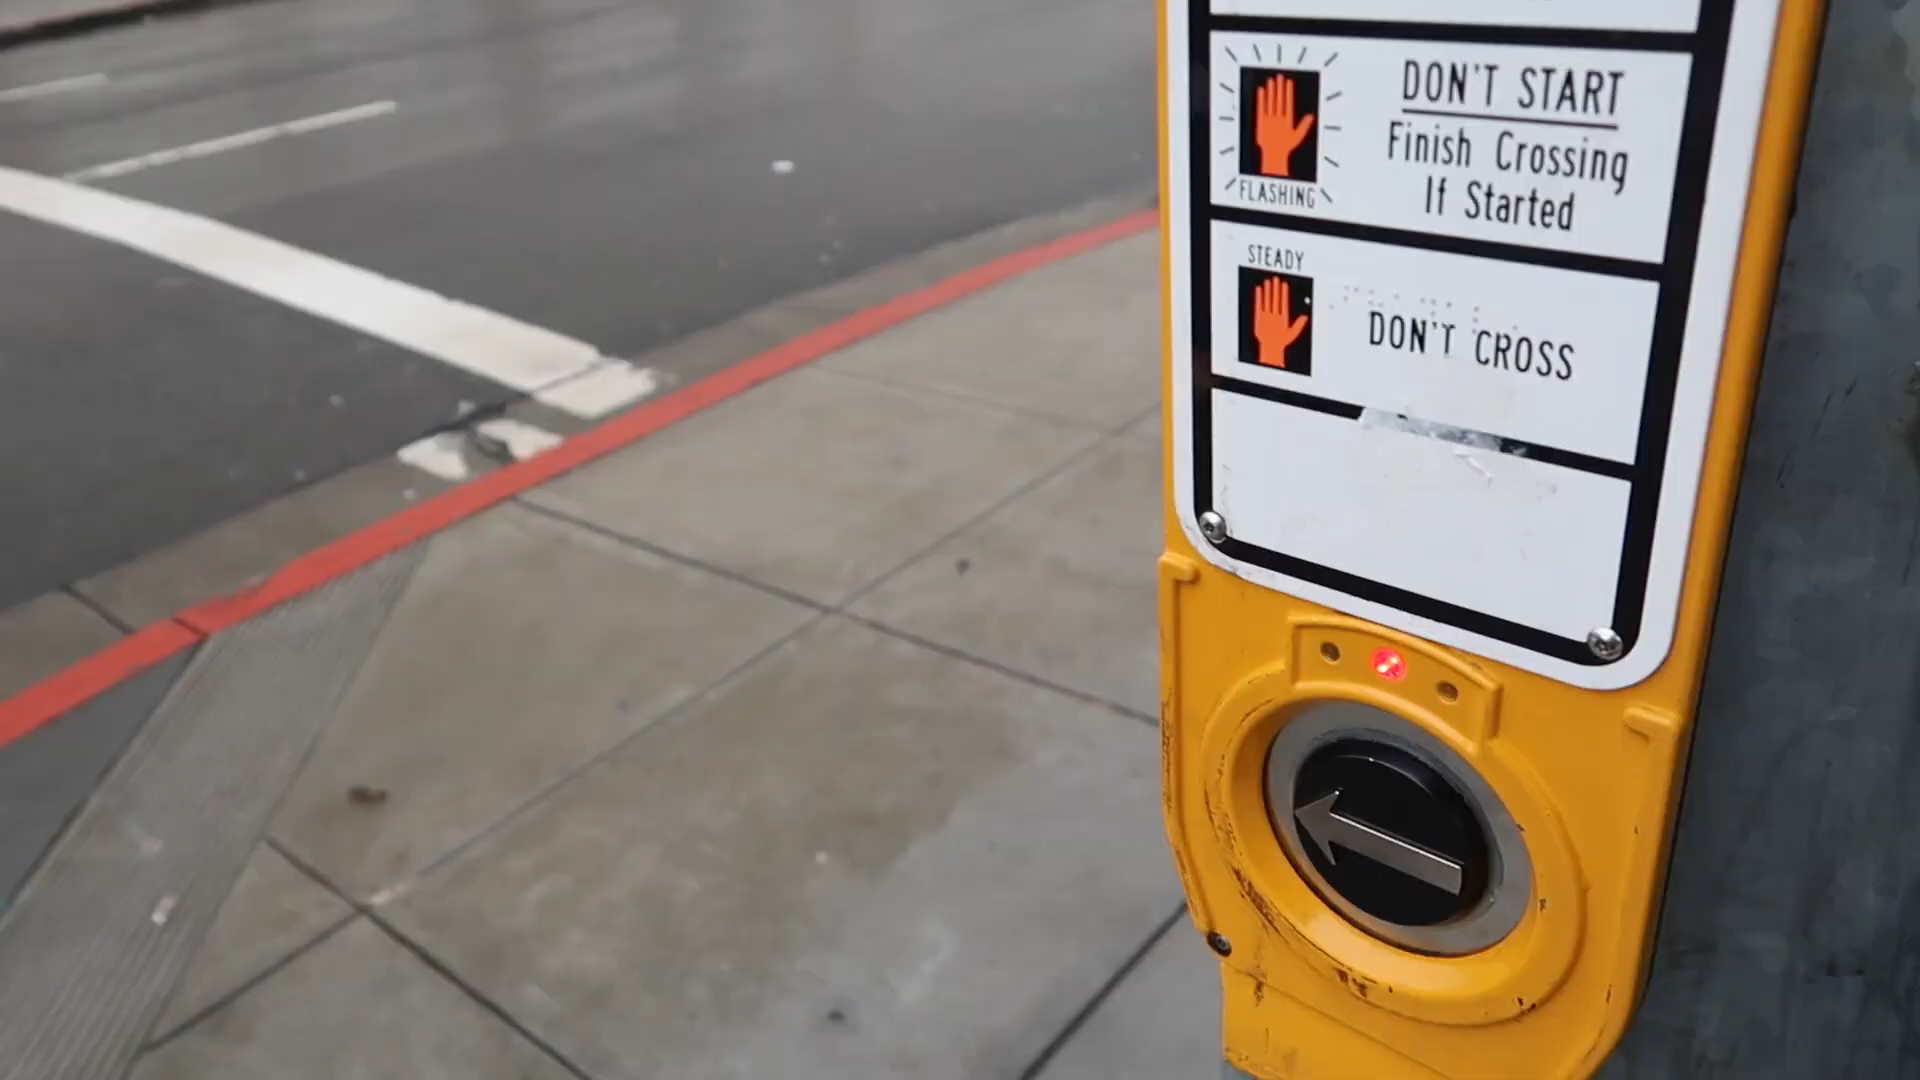 DON'T START
Finish Crossing
If Started
FLASHING
STEADY
DON'T CROSS